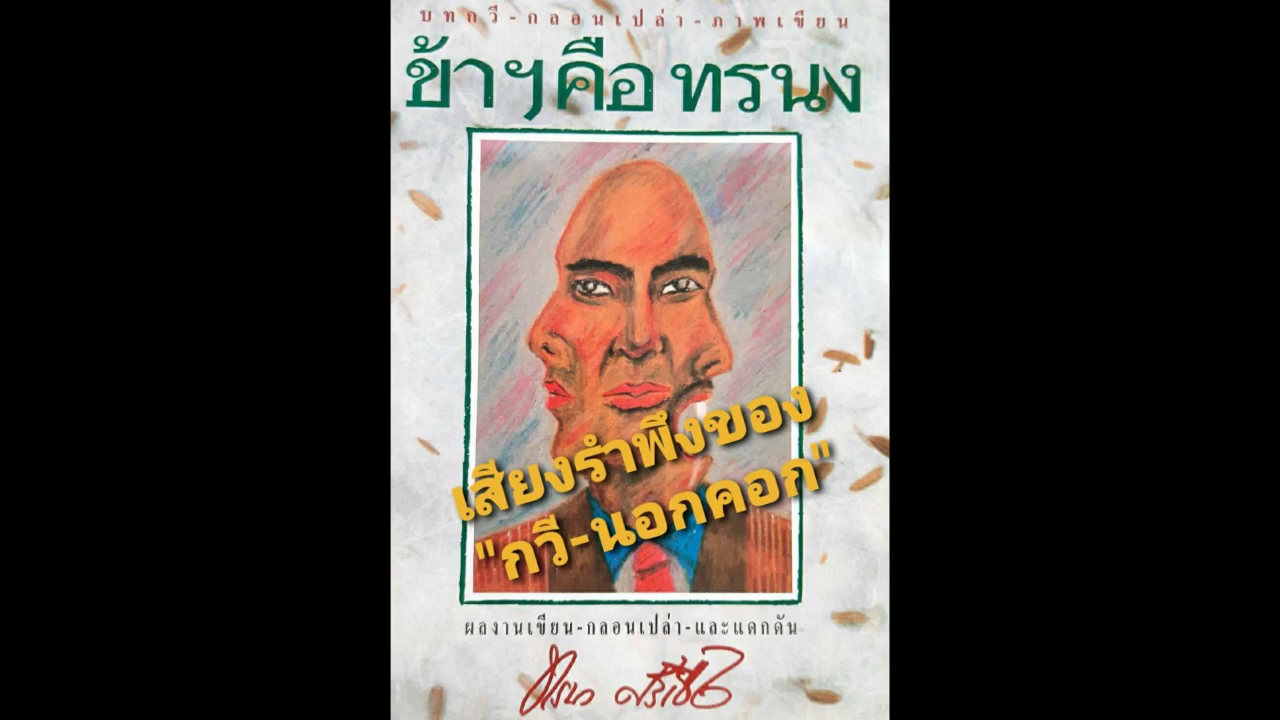 บทกวี-กลอนเปล่า-ภาพเขียน
ข้าฯคือ ทรนง
เสียงรำพึงของ
"กวี-นอกคอก"
ผลงานเขียน-กลอนเปล่า-และแดกดัน